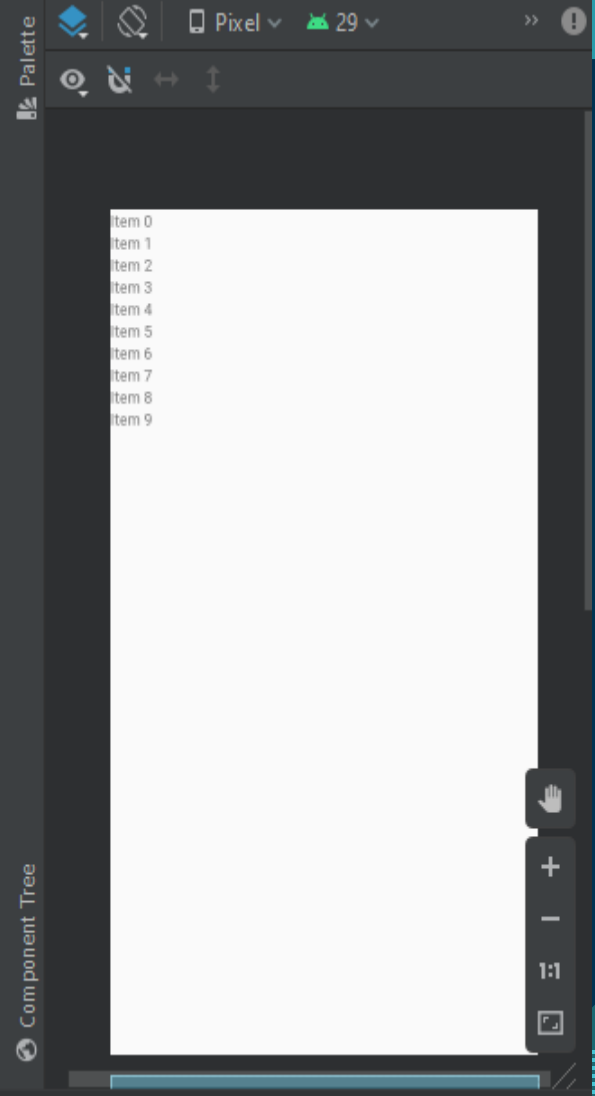 Palette
Pixel
29
Item 0
Item 1
Item 2
Item 3
Item 4
Item 5
Item 6
Item 7
Item 8
Item 9
1:1
Component Tree